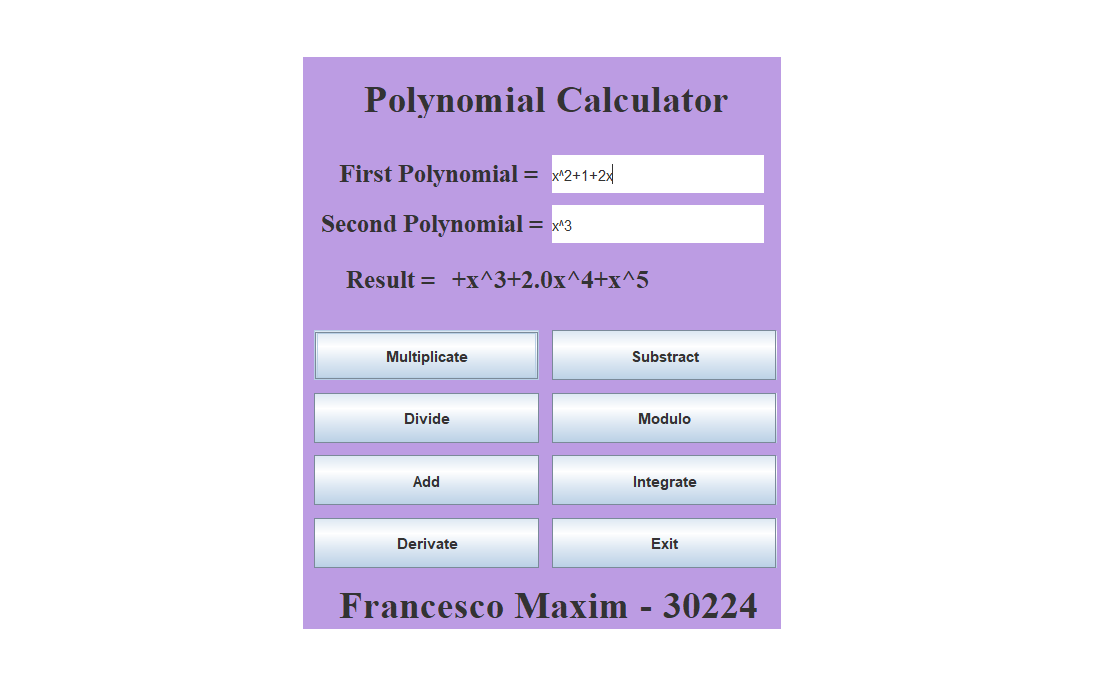 Polynomial Calculator
First Polynomial = x^2+1+2x
Second Polynomial = x^3
Result = +x^3+2.0x^4+x^5
Multiplicate Substract
Divide Modulo
Add Integrate
Derivate Exit
Francesco Maxim - 30224